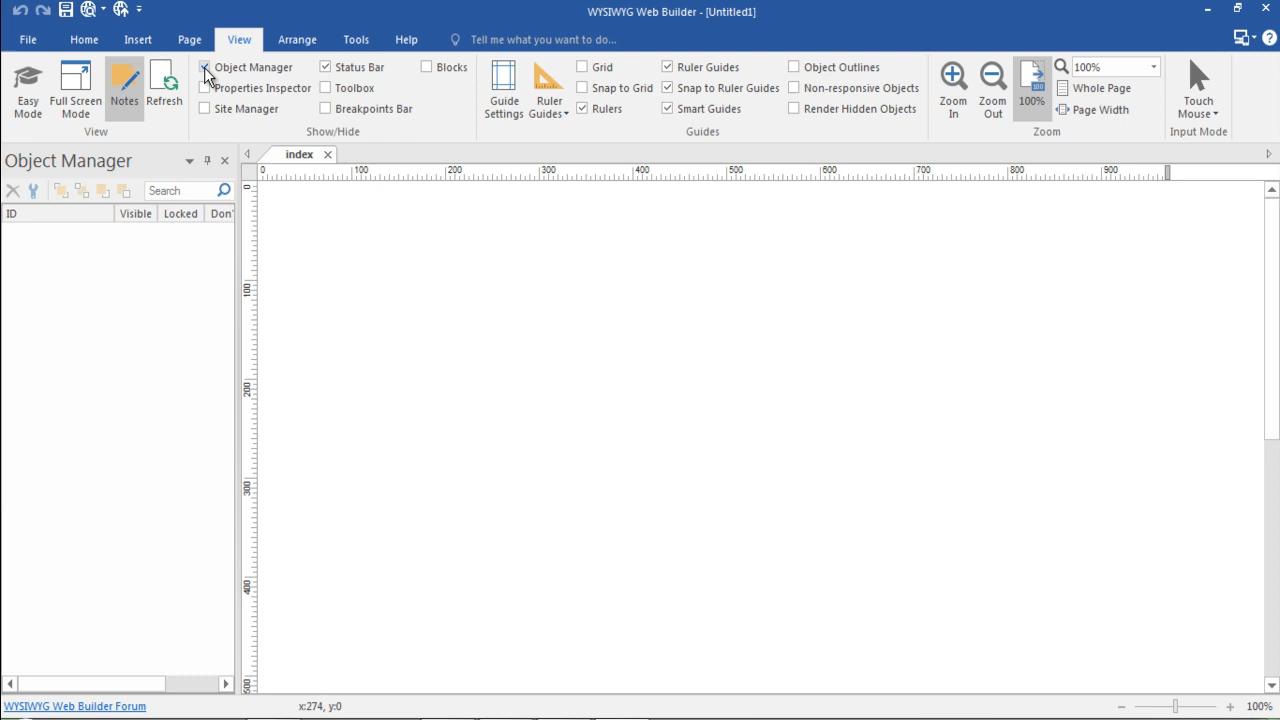 WYSIWYG Web Builder - [Untitled1]
File Home Insert Page View Arrange Tools Help Tell me what you want to do...
Easy Mode
Full Screen Mode
Notes
Refresh
View
Object Manager
Properties Inspector
Site Manager
Status Bar
Toolbox
Breakpoints Bar
Blocks
Show/Hide
Guide Settings
Ruler Guides
Grid
Snap to Grid
Rulers
Ruler Guides
Snap to Ruler Guides
Smart Guides
Object Outlines
Non-responsive Objects
Render Hidden Objects
Guides
Zoom In
Zoom Out
100%
100%
Whole Page
Page Width
Zoom
Touch Mouse
Input Mode
Object Manager
Search
ID Visible Locked Don'
index
0 100 200 300 400 500 600 700 800 900
0
100
200
300
400
500
WYSIWYG Web Builder Forum
x:274, y:0
100%